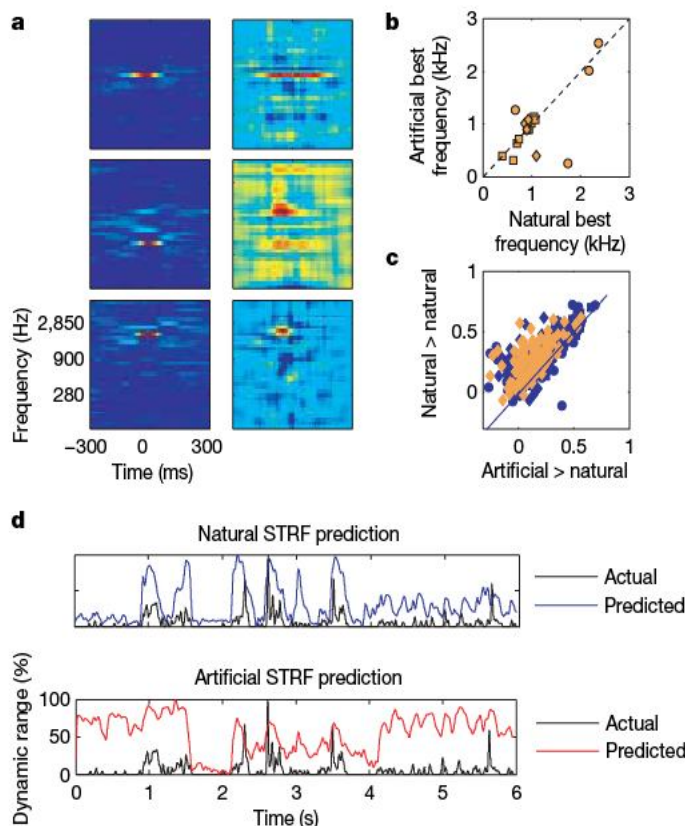 a
Frequency (Hz)
2,850
900
280
−300 0 300
Time (ms)
b
Artificial best
frequency (kHz)
3
2
1
0
0 1 2 3
Natural best
frequency (kHz)
c
Natural > natural
1
0.5
0
0 0.5 1
Artificial > natural
d
Natural STRF prediction
Actual
Predicted
Artificial STRF prediction
Dynamic range (%)
100
50
0
0 1 2 3 4 5 6
Time (s)
Actual
Predicted